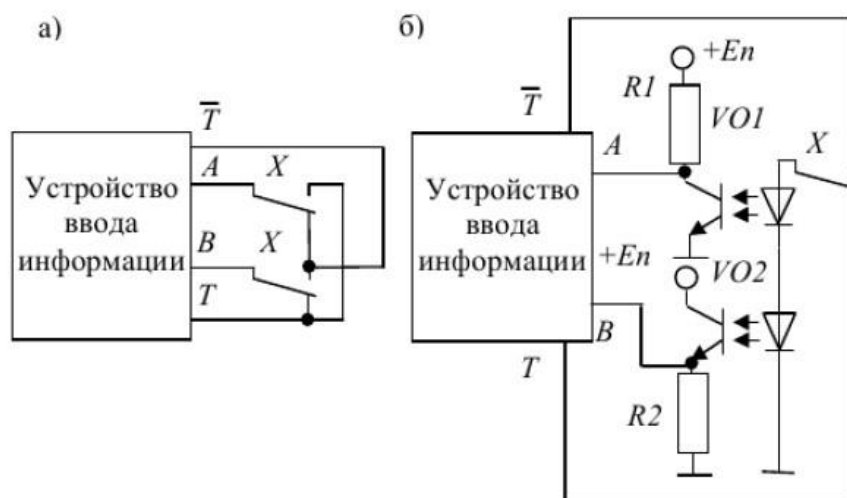 а)
T̅
A
X
Устройство
ввода
информации
B
X
T
б)
+En
R1
T̅
VO1
A
X
Устройство
ввода
информации
+En
VO2
B
T
R2